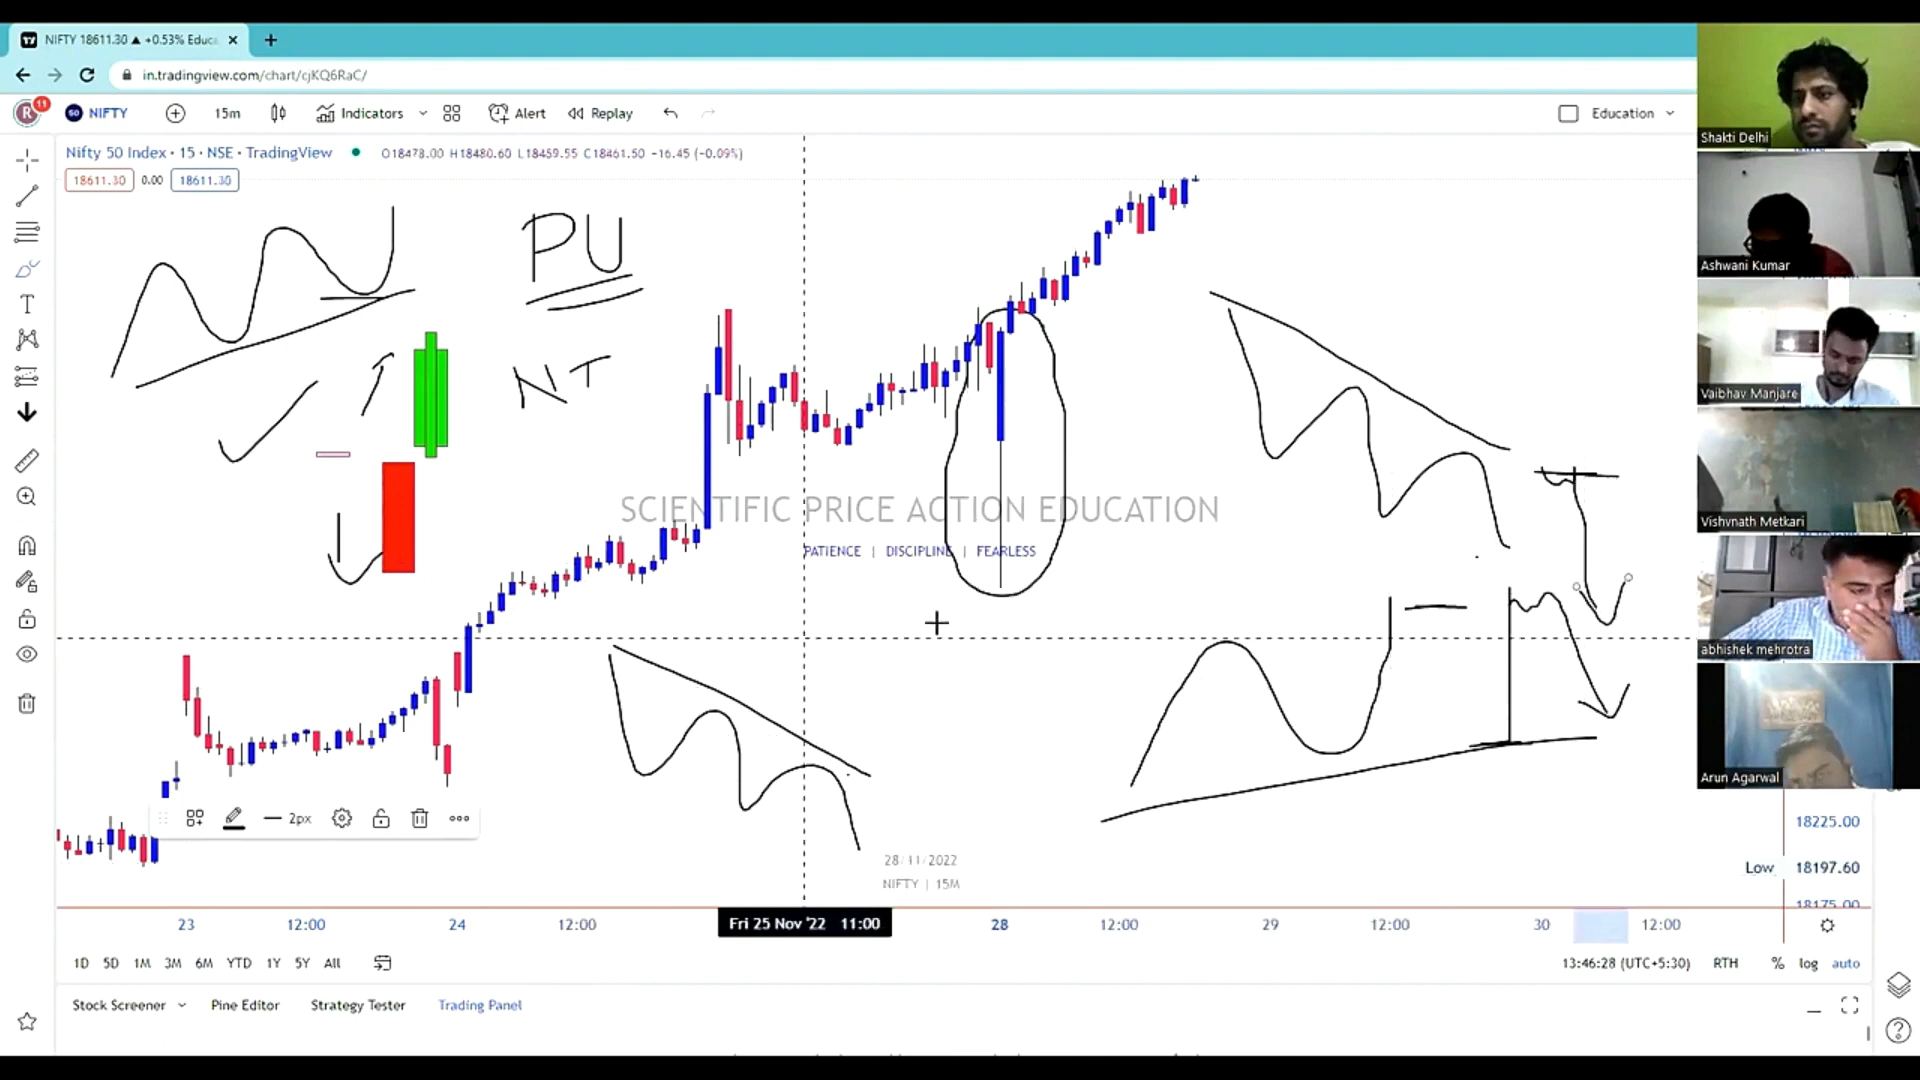 NIFTY 18611.30 ▲ +0.53% Educ
in.tradingview.com/chart/cjKQ6RaC/
R 11 50 NIFTY 15m Indicators Alert Replay Education
Nifty 50 Index · 15 · NSE · TradingView O18478.00 H18480.60 L18459.55 C18461.50 −16.45 (−0.09%)
18611.30 0.00 18611.30
PU
NT
SCIENTIFIC PRICE ACTION EDUCATION
PATIENCE | DISCIPLINE | FEARLESS
2px
28/11/2022
NIFTY | 15M
Shakti Delhi
Ashwani Kumar
Vaibhav Manjare
Vishvnath Metkari
abhishek mehrotra
Arun Agarwal
18225.00
Low 18197.60
18175.00
23 12:00 24 12:00 Fri 25 Nov '22 11:00 28 12:00 29 12:00 30 12:00
1D 5D 1M 3M 6M YTD 1Y 5Y All 13:46:28 (UTC+5:30) RTH % log auto
Stock Screener Pine Editor Strategy Tester Trading Panel